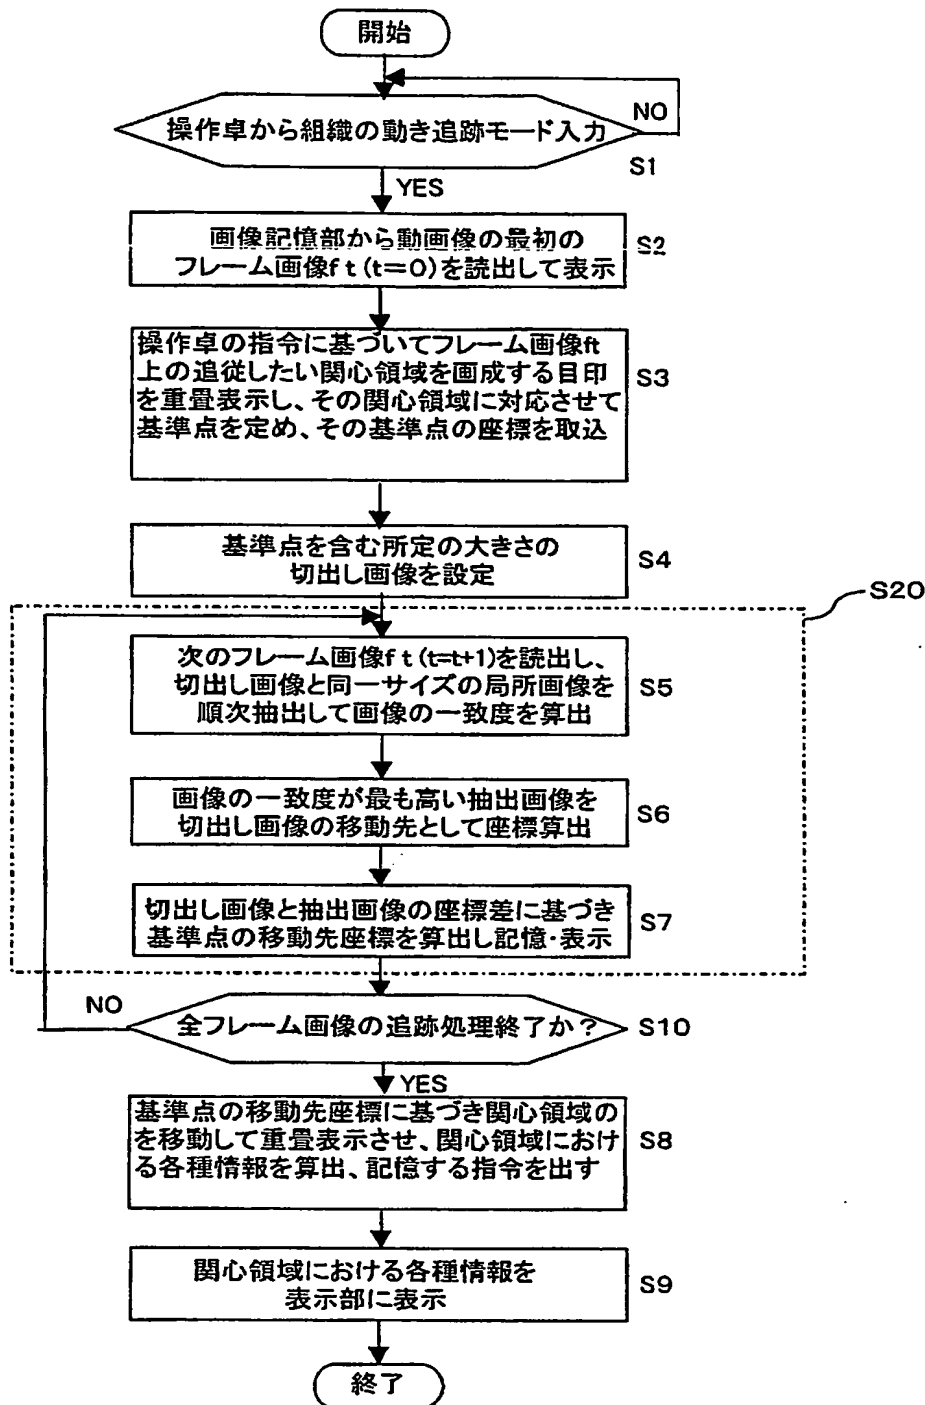 開始
NO
操作卓から組織の動き追跡モード入力
S1
YES
画像記憶部から動画像の最初の
フレーム画像f t (t=0)を読出して表示
S2
操作卓の指令に基づいてフレーム画像ft
上の追従したい関心領域を画成する目印
を重畳表示し、その関心領域に対応させて
基準点を定め、その基準点の座標を取込
S3
基準点を含む所定の大きさの
切出し画像を設定
S4
S20
次のフレーム画像f t (t=t+1)を読出し、
切出し画像と同一サイズの局所画像を
順次抽出して画像の一致度を算出
S5
画像の一致度が最も高い抽出画像を
切出し画像の移動先として座標算出
S6
切出し画像と抽出画像の座標差に基づき
基準点の移動先座標を算出し記憶・表示
S7
NO
全フレーム画像の追跡処理終了か?
S10
YES
基準点の移動先座標に基づき関心領域の
を移動して重畳表示させ、関心領域におけ
る各種情報を算出、記憶する指令を出す
S8
関心領域における各種情報を
表示部に表示
S9
終了